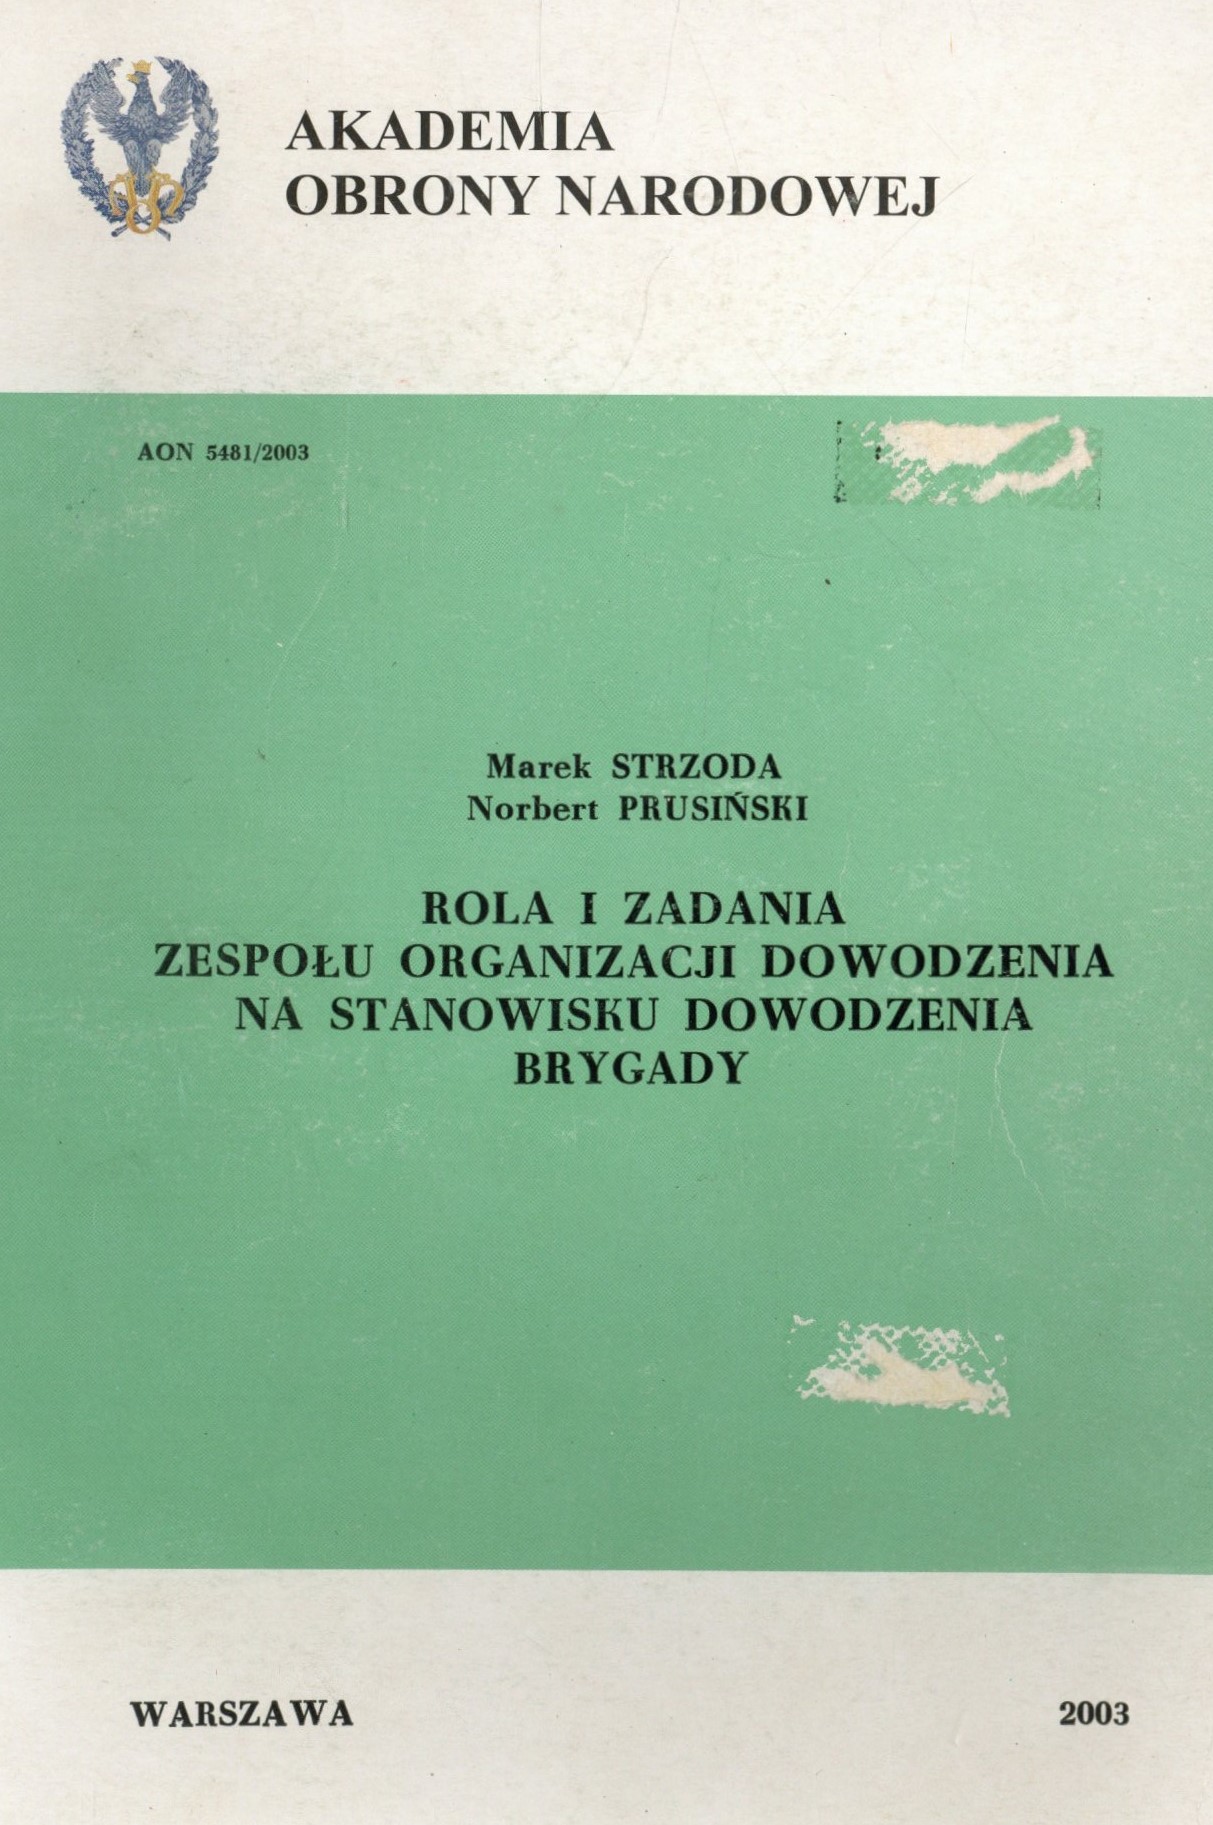 AKADEMIA
OBRONY NARODOWEJ
AON 5481/2003
Marek STRZODA
Norbert PRUSIŃSKI
ROLA I ZADANIA
ZESPOŁU ORGANIZACJI DOWODZENIA
NA STANOWISKU DOWODZENIA
BRYGADY
WARSZAWA
2003